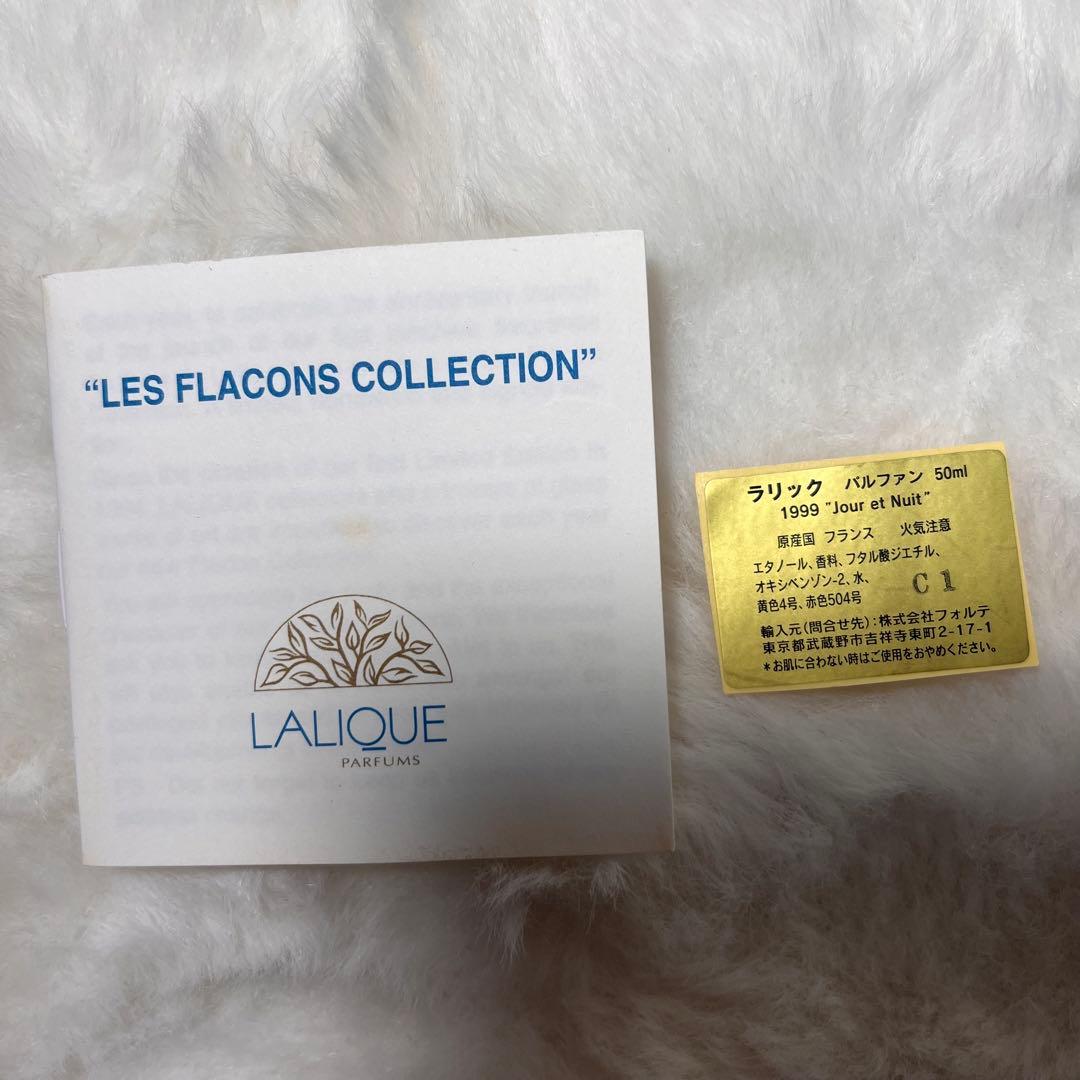 “LES FLACONS COLLECTION”
LALIQUE
PARFUMS
ラリック パルファン 50ml
1999 "Jour et Nuit"
原産国 フランス 火気注意
エタノール、香料、フタル酸ジエチル、
オキシベンゾン-2、水、
黄色4号、赤色504号
C1
輸入元(問合せ先):株式会社フォルテ
東京都武蔵野市吉祥寺東町2-17-1
*お肌に合わない時はご使用をおやめください。